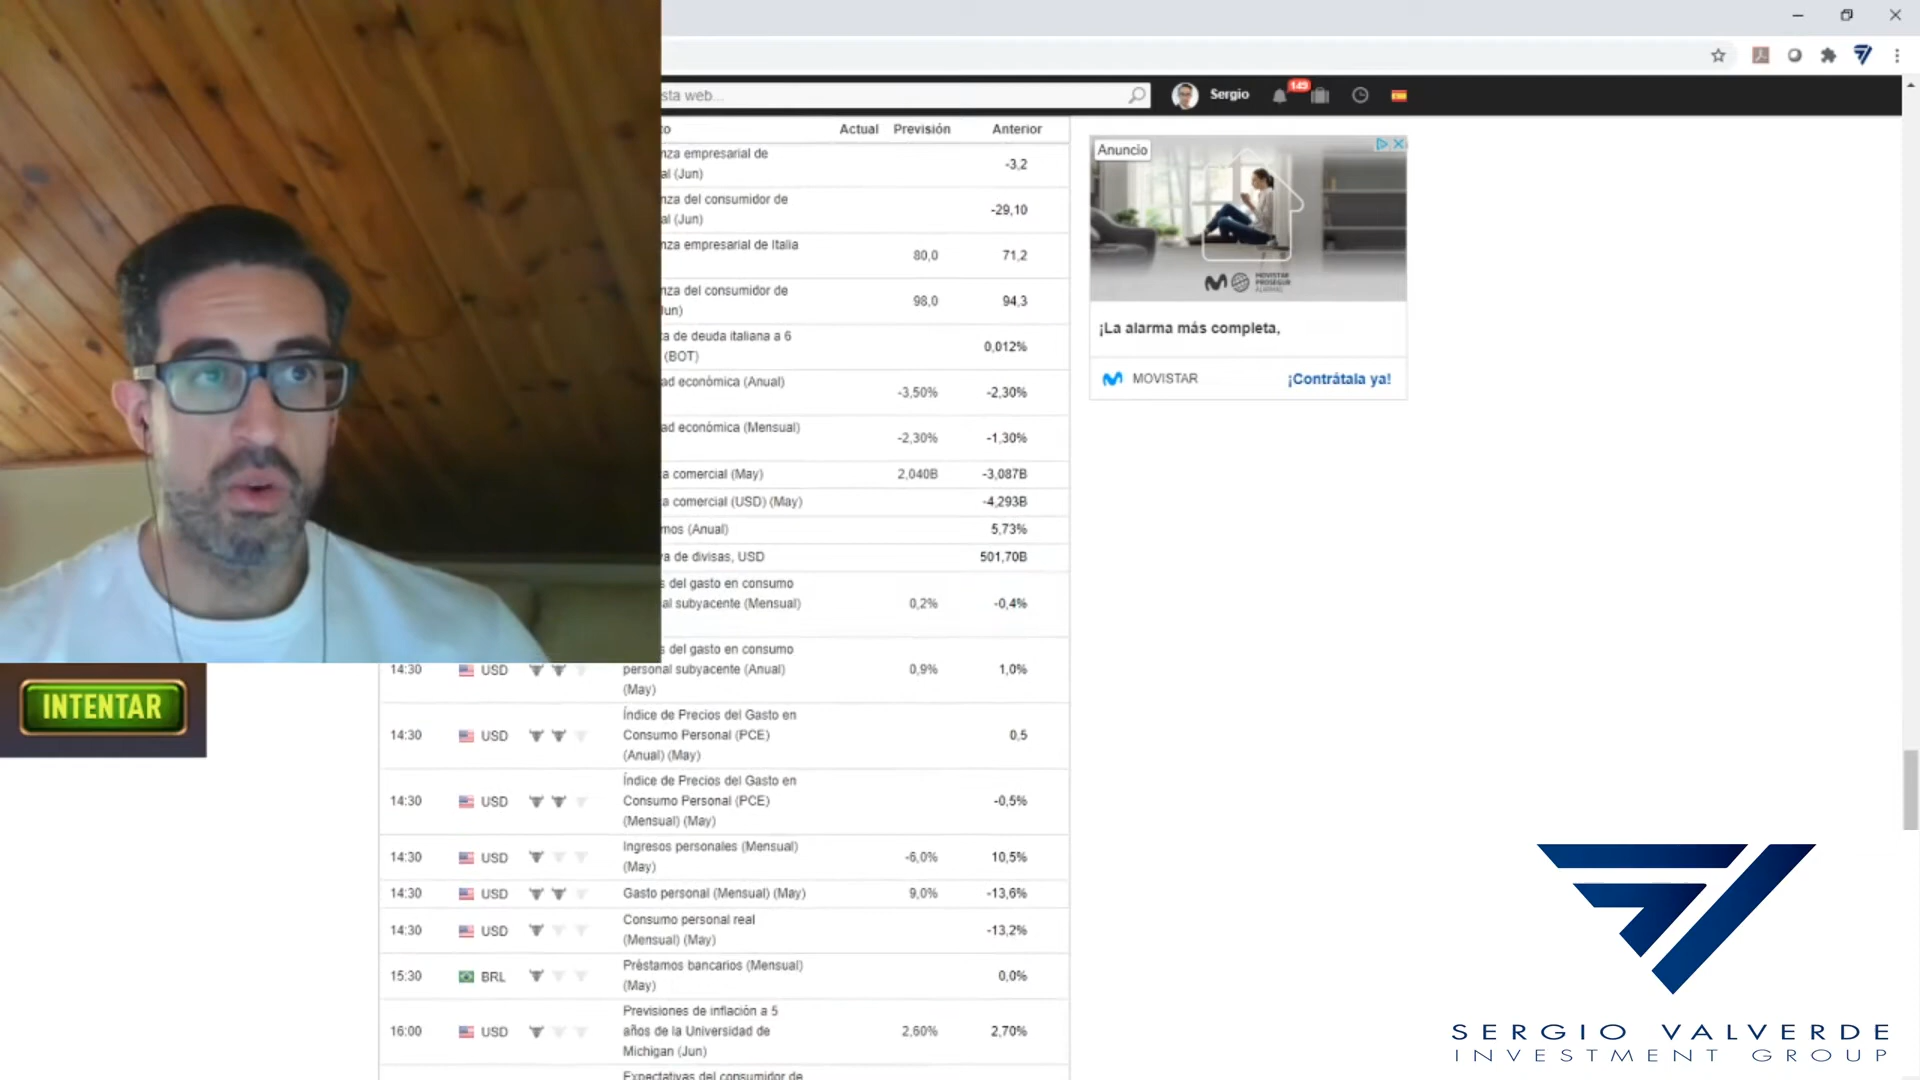 sta web...
Sergio
149
o Actual Previsión Anterior
nza empresarial de
al (Jun) -3,2
nza del consumidor de
al (Jun) -29,10
nza empresarial de Italia
80,0 71,2
nza del consumidor de
Jun) 98,0 94,3
a de deuda italiana a 6
(BOT) 0,012%
ad económica (Anual)
-3,50% -2,30%
ad económica (Mensual)
-2,30% -1,30%
a comercial (May) 2,040B -3,087B
a comercial (USD) (May) -4,293B
mos (Anual) 5,73%
va de divisas, USD 501,70B
s del gasto en consumo
al subyacente (Mensual) 0,2% -0,4%
s del gasto en consumo
14:30 USD personal subyacente (Anual) 0,9% 1,0%
(May)
Índice de Precios del Gasto en
14:30 USD Consumo Personal (PCE) 0,5
(Anual) (May)
Índice de Precios del Gasto en
14:30 USD Consumo Personal (PCE) -0,5%
(Mensual) (May)
Ingresos personales (Mensual)
14:30 USD (May) -6,0% 10,5%
14:30 USD Gasto personal (Mensual) (May) 9,0% -13,6%
Consumo personal real
14:30 USD (Mensual) (May) -13,2%
Préstamos bancarios (Mensual)
15:30 BRL (May) 0,0%
Previsiones de inflación a 5
16:00 USD años de la Universidad de 2,60% 2,70%
Michigan (Jun)
Expectativas del consumidor de
Anuncio
MOVISTAR
PROSEGUR
ALARMAS
¡La alarma más completa,
MOVISTAR ¡Contrátala ya!
INTENTAR
SERGIO VALVERDE
INVESTMENT GROUP